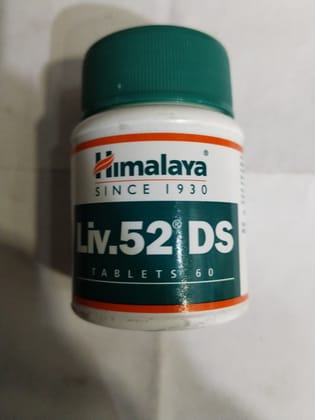 Himalaya®
SINCE 1930
Liv.52® DS
TABLETS 60